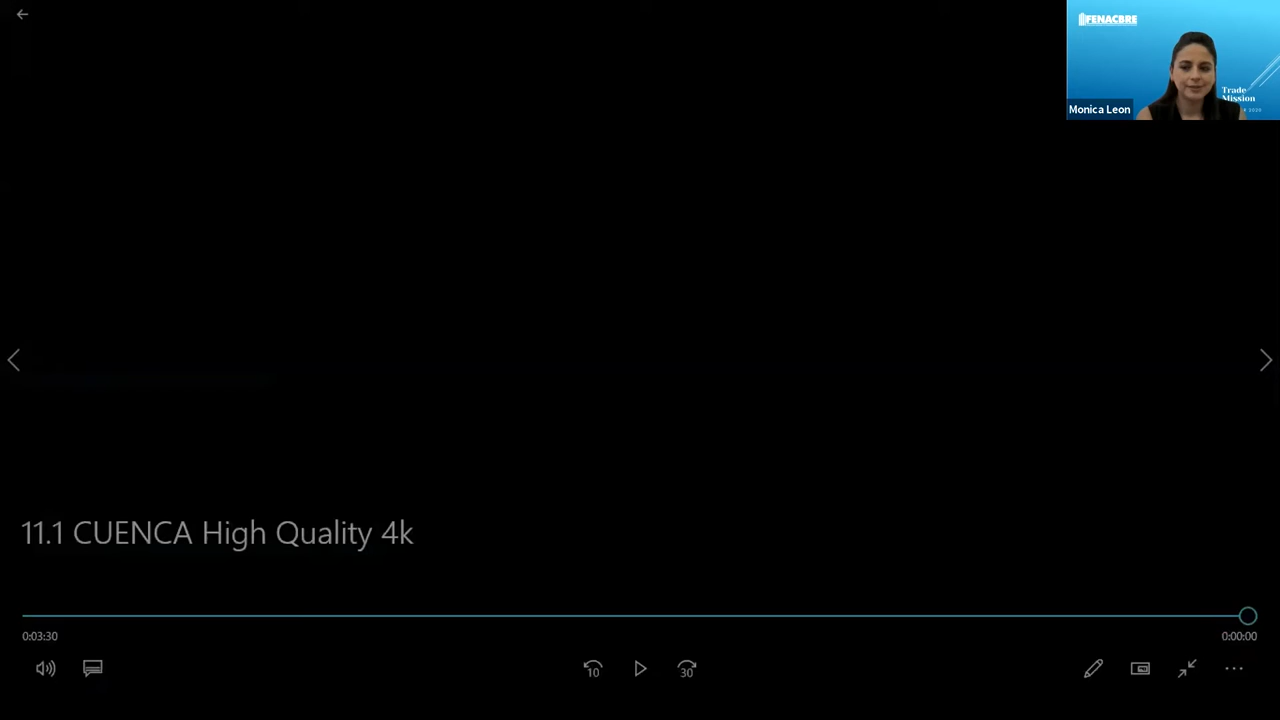 FENACBRE
Trade
Mission
Monica Leon
11.1 CUENCA High Quality 4k
0:03:30
0:00:00
10
30